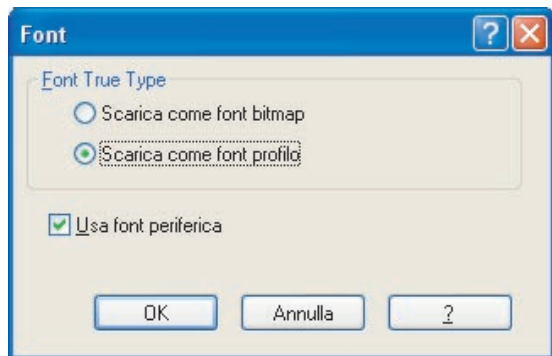 Font
Font True Type
Scarica come font bitmap
Scarica come font profilo
Usa font periferica
OK Annulla ?